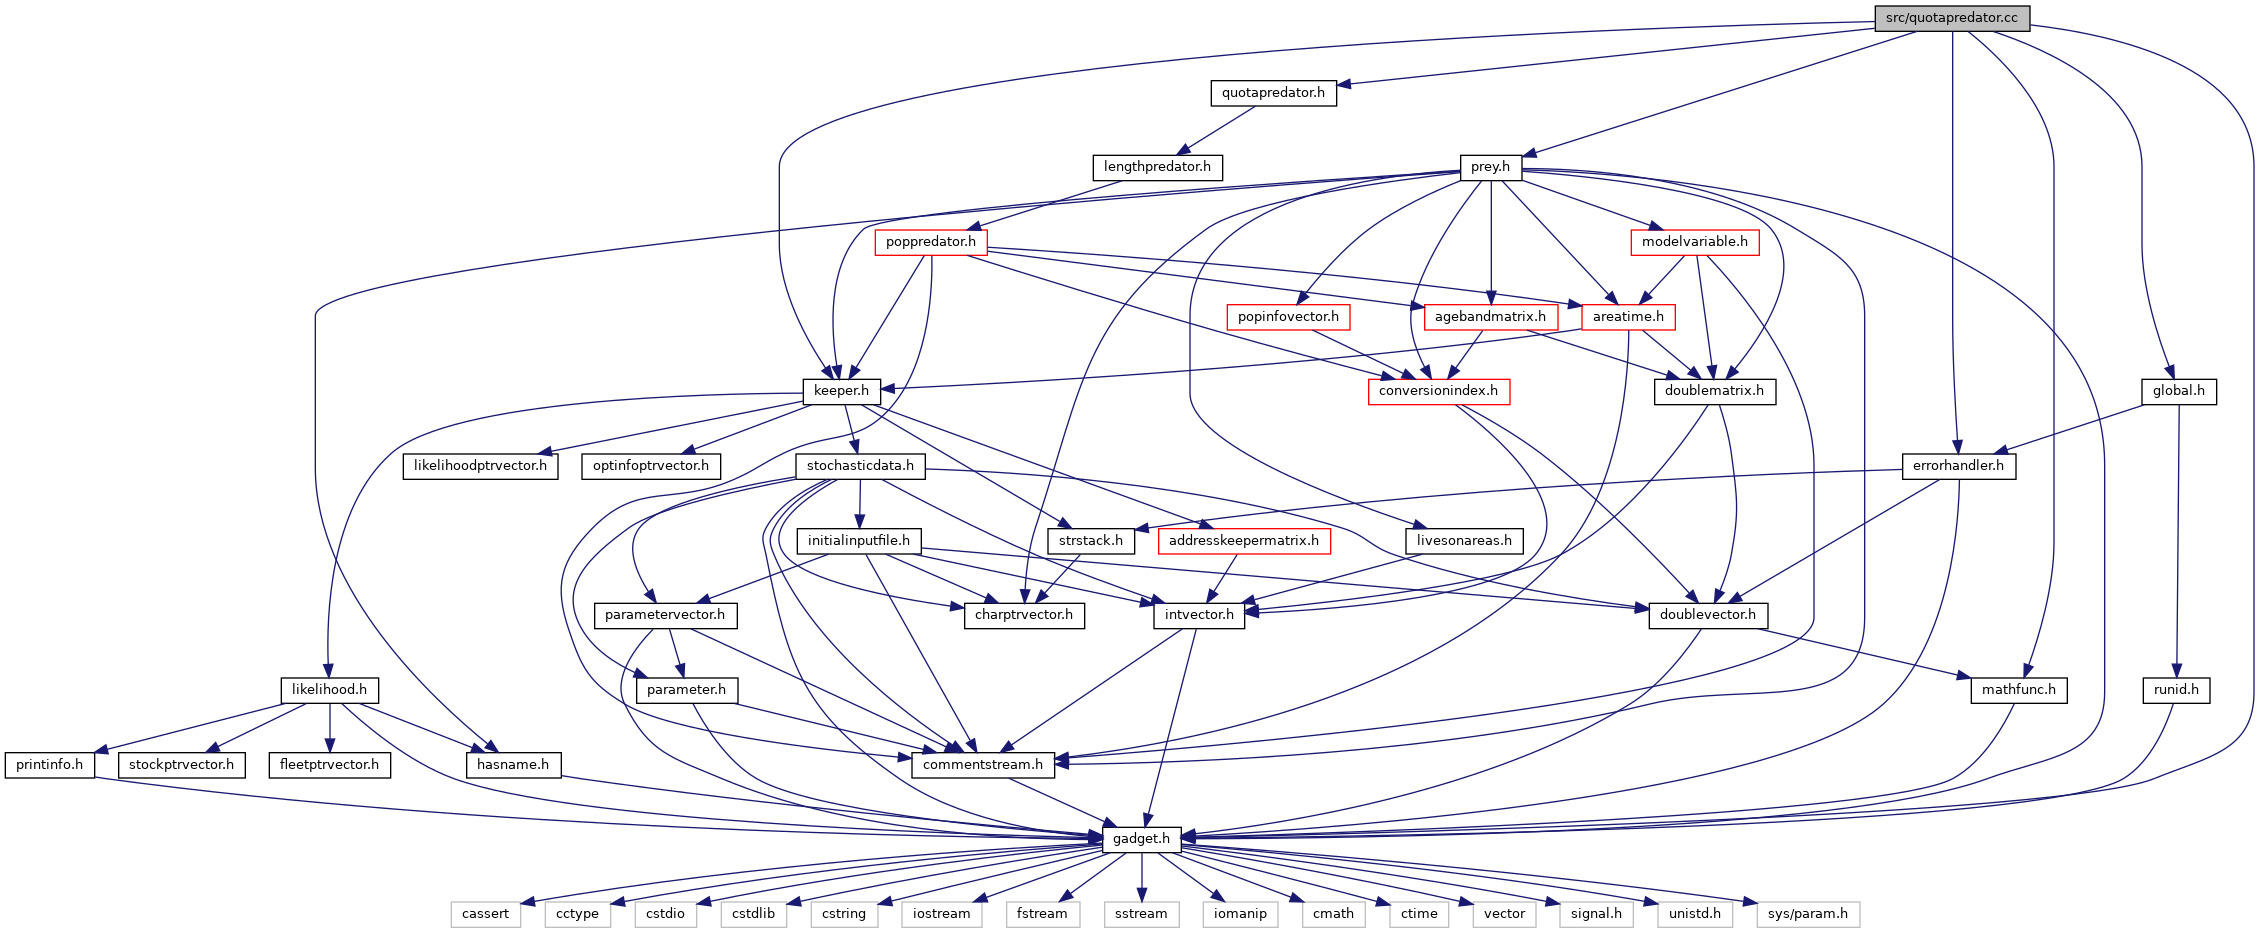 src/quotapredator.cc
quotapredator.h
lengthpredator.h
prey.h
poppredator.h
modelvariable.h
popinfovector.h
agebandmatrix.h
areatime.h
keeper.h
conversionindex.h
doublematrix.h
global.h
likelihoodptrvector.h
optinfoptrvector.h
stochasticdata.h
errorhandler.h
initialinputfile.h
strstack.h
addresskeepermatrix.h
livesonareas.h
parametervector.h
charptrvector.h
intvector.h
doublevector.h
likelihood.h
parameter.h
mathfunc.h
runid.h
printinfo.h
stockptrvector.h
fleetptrvector.h
hasname.h
commentstream.h
gadget.h
cassert
cctype
cstdio
cstdlib
cstring
iostream
fstream
sstream
iomanip
cmath
ctime
vector
signal.h
unistd.h
sys/param.h